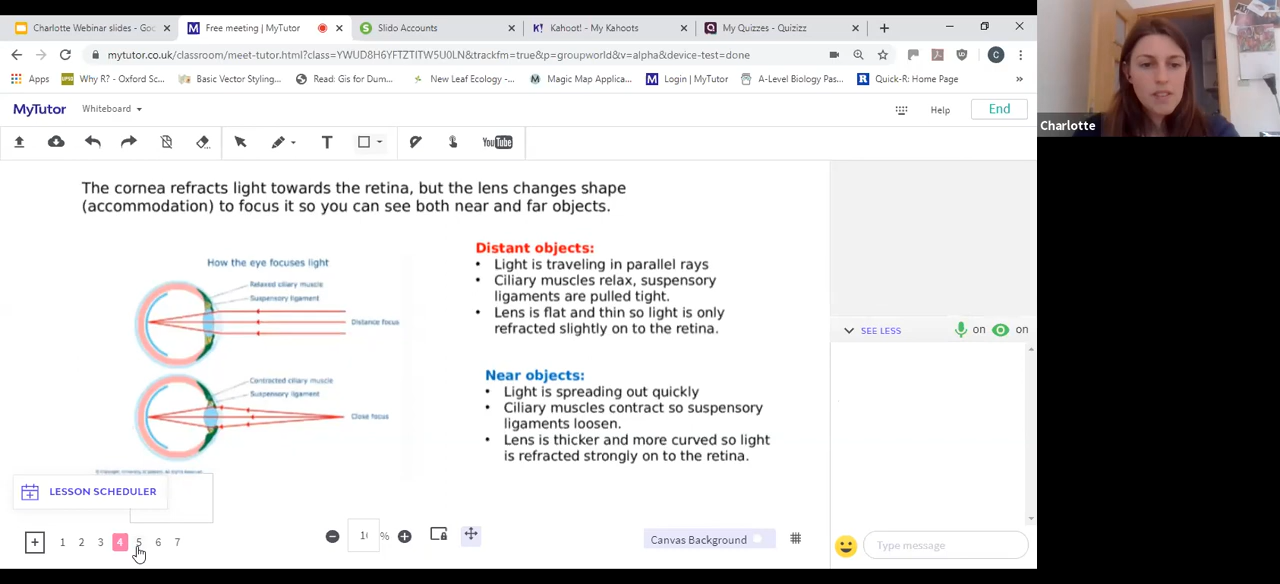 Charlotte Webinar slides - Goo
Free meeting | MyTutor
Slido Accounts
Kahoot! - My Kahoots
My Quizzes - Quizizz
mytutor.co.uk/classroom/meet-tutor.html?class=YWUD8H6YFTZTITW5U0LN&trackfm=true&p=groupworld&v=alpha&device-test=done
Apps
Why R? - Oxford Sc...
Basic Vector Styling...
Read: Gis for Dum...
New Leaf Ecology -...
Magic Map Applica...
Login | MyTutor
A-Level Biology Pas...
Quick-R: Home Page
MyTutor
Whiteboard
Help
End
YouTube
The cornea refracts light towards the retina, but the lens changes shape
(accommodation) to focus it so you can see both near and far objects.
How the eye focuses light
Relaxed ciliary muscle
Suspensory ligament
Distance focus
Contracted ciliary muscle
Suspensory ligament
Close focus
Distant objects:
• Light is traveling in parallel rays
• Ciliary muscles relax, suspensory
ligaments are pulled tight.
• Lens is flat and thin so light is only
refracted slightly on to the retina.
Near objects:
• Light is spreading out quickly
• Ciliary muscles contract so suspensory
ligaments loosen.
• Lens is thicker and more curved so light
is refracted strongly on to the retina.
SEE LESS
on
on
LESSON SCHEDULER
1 2 3 4 5 6 7
%
Canvas Background
Type message
Charlotte